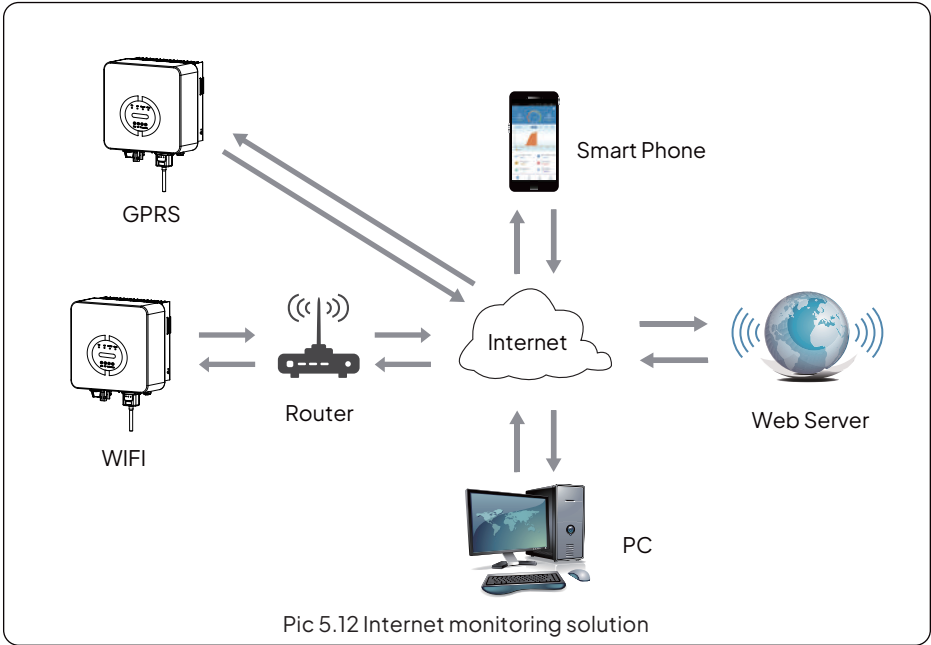 Smart Phone
GPRS
Internet
Router
Web Server
WIFI
PC
Pic 5.12 Internet monitoring solution